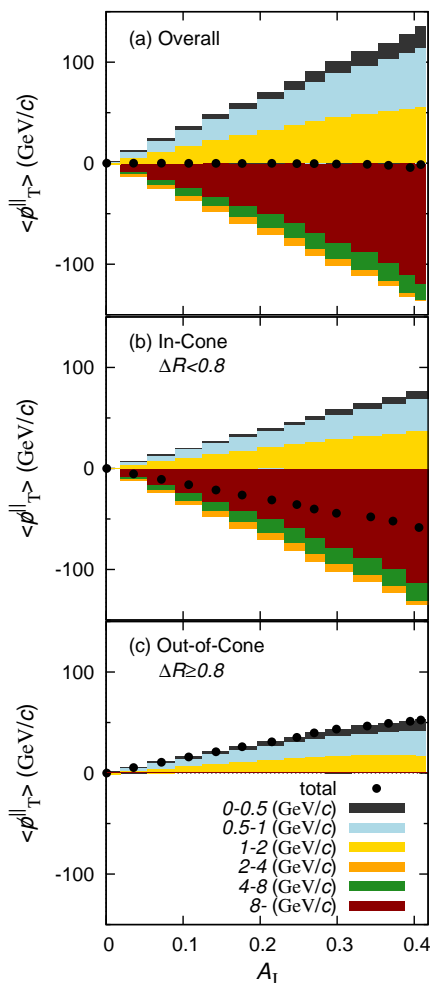 (a) Overall
100
0
-100
<p̸||T> (GeV/c)
(b) In-Cone
ΔR<0.8
100
0
-100
<p̸||T> (GeV/c)
(c) Out-of-Cone
ΔR≥0.8
100
0
-100
<p̸||T> (GeV/c)
total
0-0.5 (GeV/c)
0.5-1 (GeV/c)
1-2 (GeV/c)
2-4 (GeV/c)
4-8 (GeV/c)
8- (GeV/c)
0 0.1 0.2 0.3 0.4
AJ